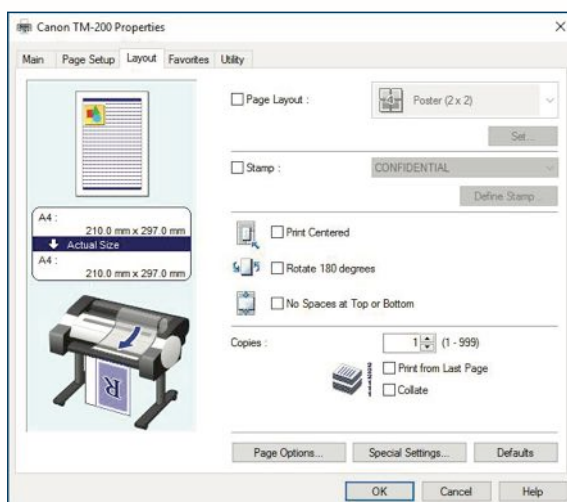 Canon TM-200 Properties
Main Page Setup Layout Favorites Utility
Page Layout : Poster (2 x 2)
Set...
Stamp : CONFIDENTIAL
Define Stamp...
A4 :
210.0 mm x 297.0 mm
Actual Size
A4 :
210.0 mm x 297.0 mm
Print Centered
Rotate 180 degrees
No Spaces at Top or Bottom
Copies : 1 (1 - 999)
Print from Last Page
Collate
R
Page Options... Special Settings... Defaults
OK Cancel Help